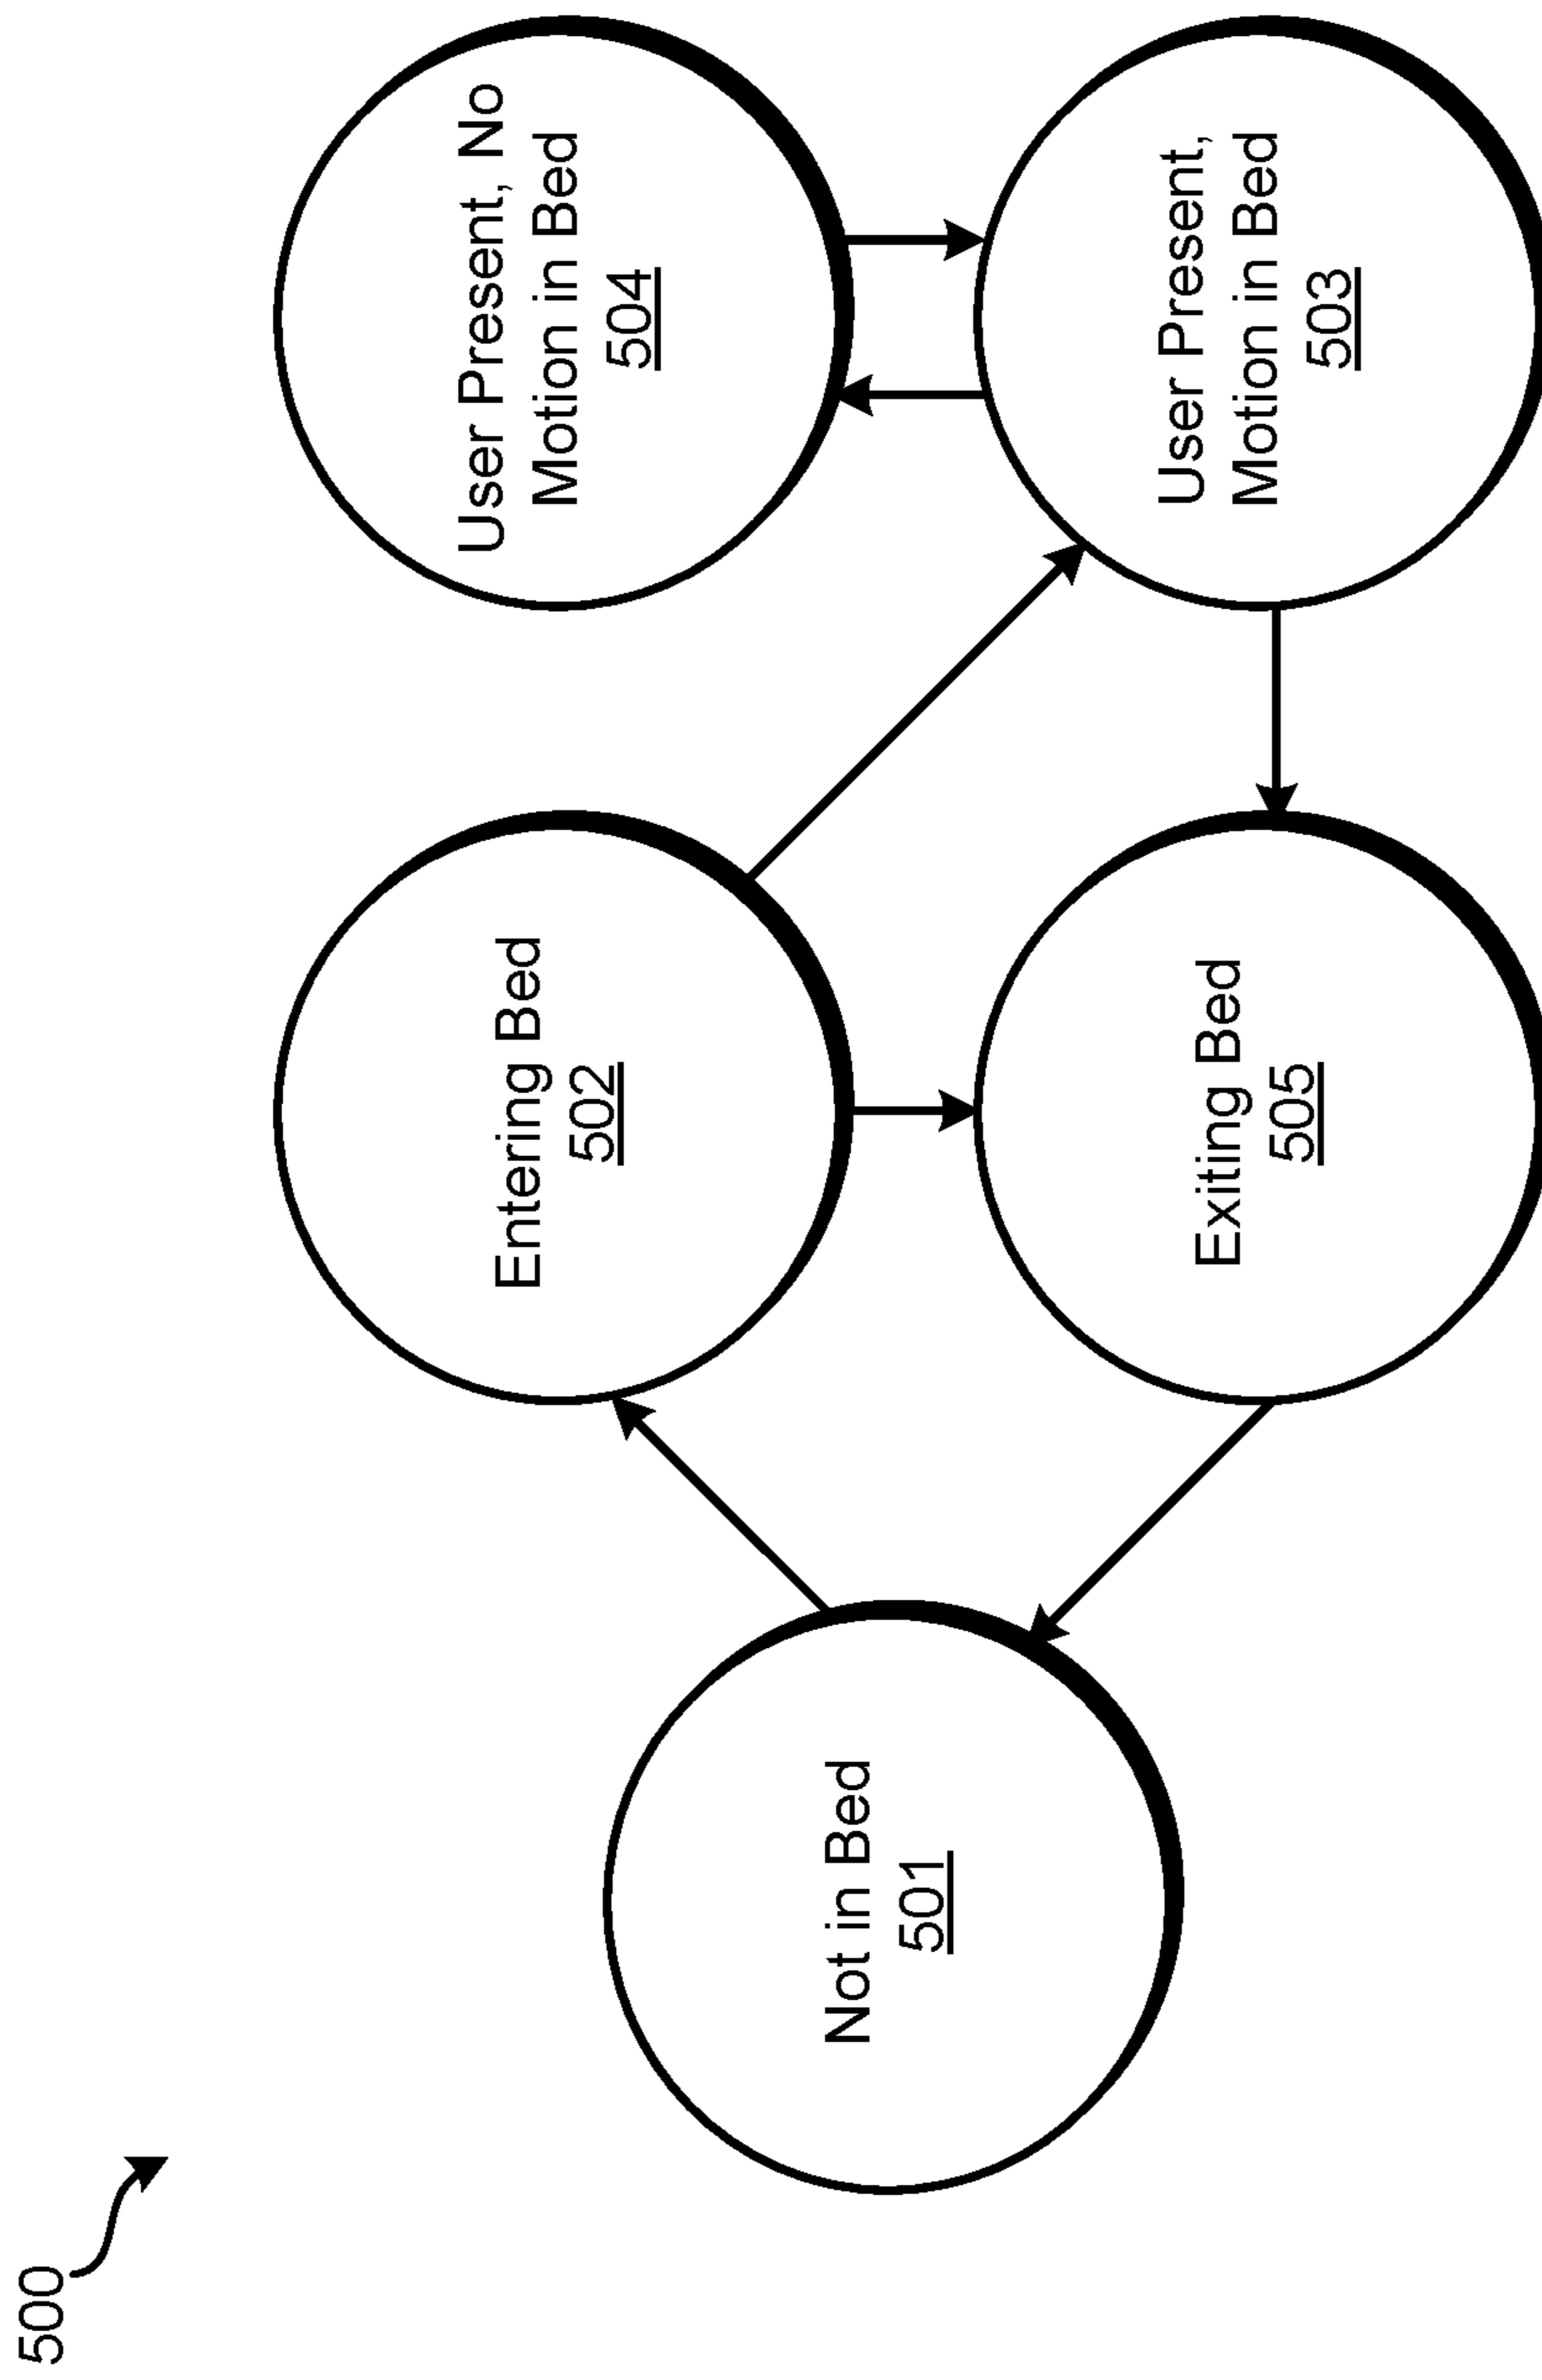 500
Not in Bed
501
Entering Bed
502
Exiting Bed
505
User Present, No
Motion in Bed
504
User Present,
Motion in Bed
503